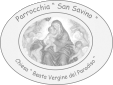 Parrocchia " San Savino "
Chiesa " Beata Vergine del Paradiso "